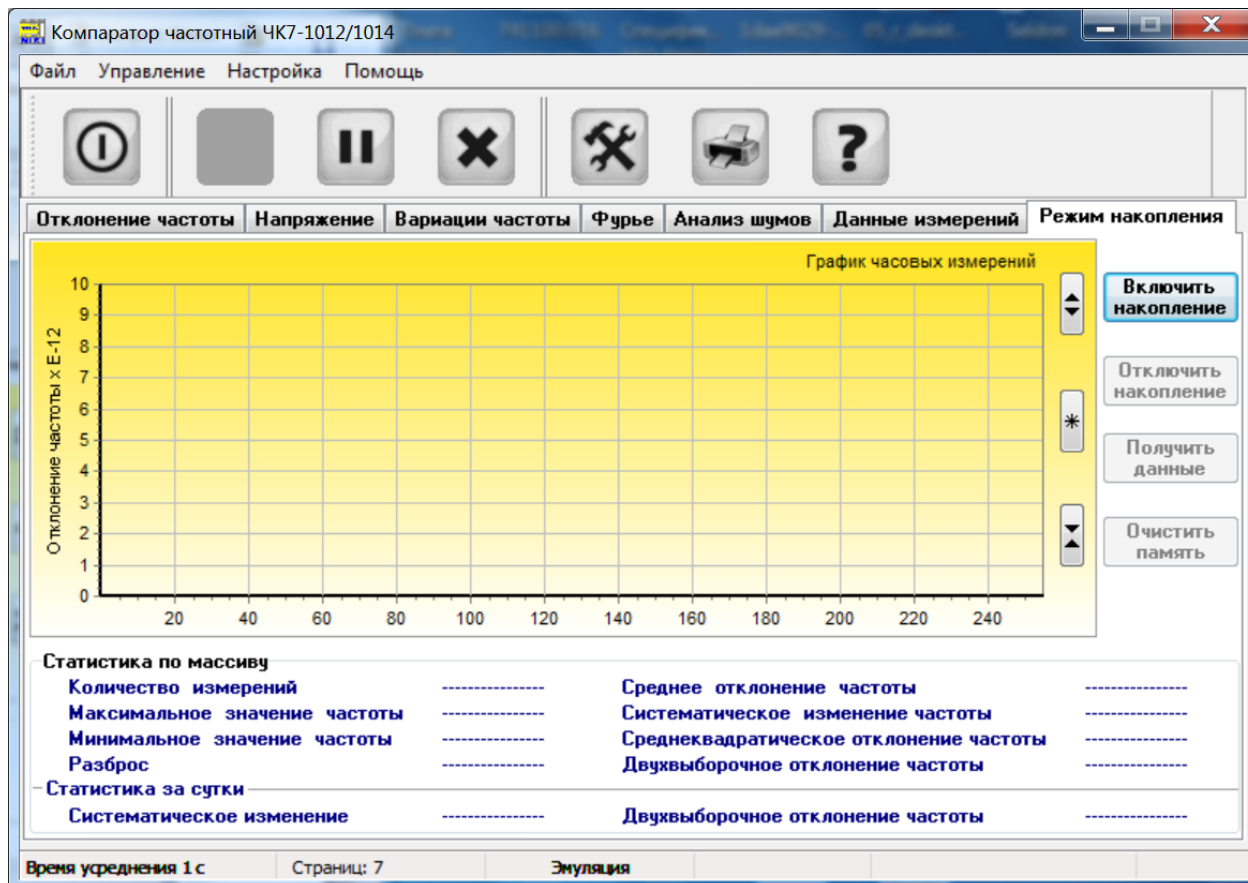 Компаратор частотный ЧК7-1012/1014
Файл Управление Настройка Помощь
Отклонение частоты Напряжение Вариации частоты Фурье Анализ шумов Данные измерений Режим накопления
График часовых измерений
Отклонение частоты x E-12
10
9
8
7
6
5
4
3
2
1
0
20 40 60 80 100 120 140 160 180 200 220 240
Включить
накопление
Отключить
накопление
Получить
данные
Очистить
память
Статистика по массиву
Количество измерений ---------------- Среднее отклонение частоты ----------------
Максимальное значение частоты ---------------- Систематическое изменение частоты ----------------
Минимальное значение частоты ---------------- Среднеквадратическое отклонение частоты ----------------
Разброс ---------------- Двухвыборочное отклонение частоты ----------------
Статистика за сутки
Систематическое изменение ---------------- Двухвыборочное отклонение частоты ----------------
Время усреднения 1 с Страниц: 7 Эмуляция